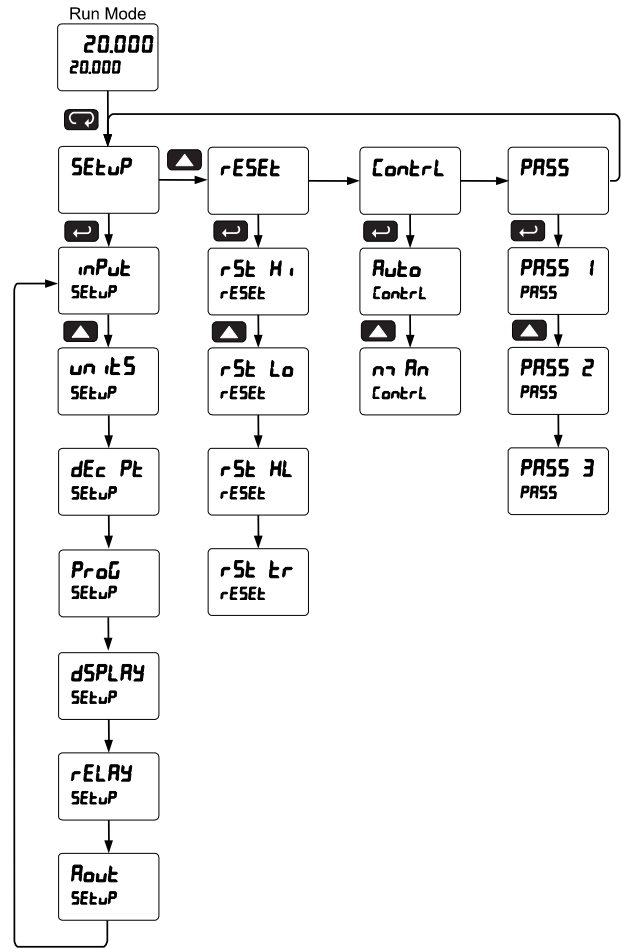 Run Mode
20.000
20.000
SEtuP
rESEt
ContrL
PASS
inPut
SEtuP
rSt Hi
rESEt
Auto
ContrL
PASS 1
PASS
unitS
SEtuP
rSt Lo
rESEt
mAn
ContrL
PASS 2
PASS
dEc Pt
SEtuP
rSt HL
rESEt
PASS 3
PASS
ProG
SEtuP
rSt tr
rESEt
dSPLAY
SEtuP
rELAY
SEtuP
Aout
SEtuP